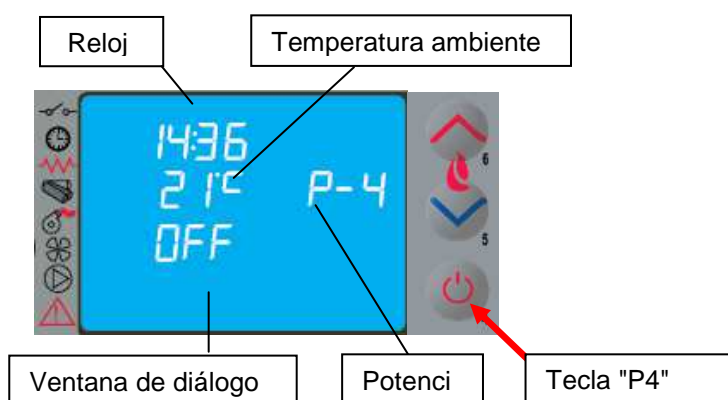 Reloj
Temperatura ambiente
14:36
21°C
P-4
OFF
6
5
Ventana de diálogo
Potenci
Tecla "P4"